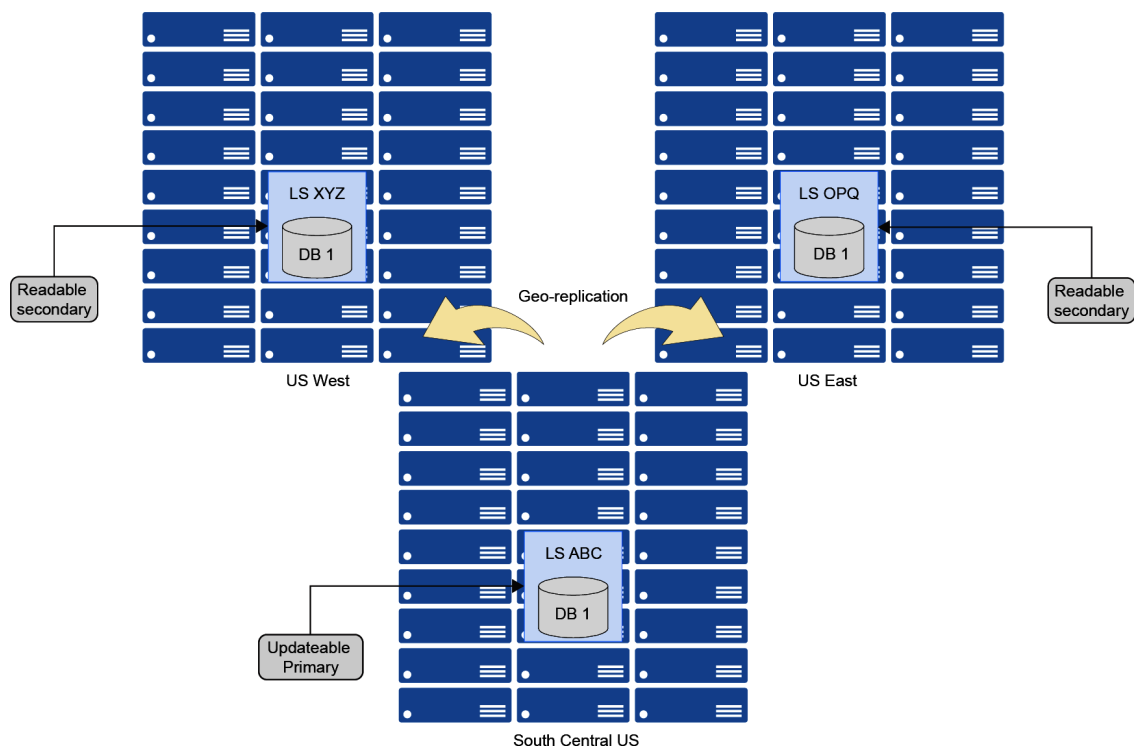 LS XYZ
DB 1
LS OPQ
DB 1
Readable
secondary
Geo-replication
Readable
secondary
US West
US East
LS ABC
DB 1
Updateable
Primary
South Central US